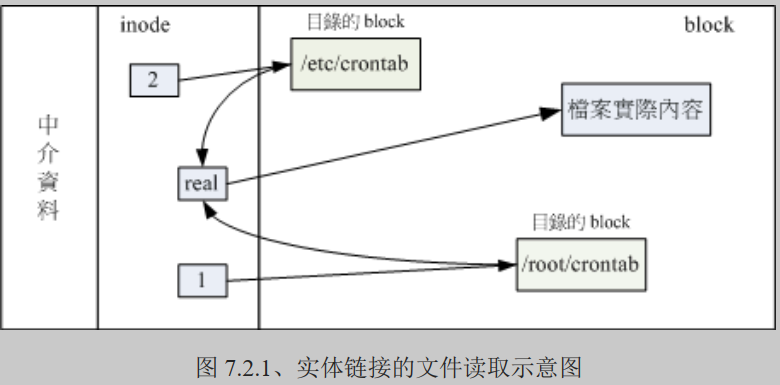 inode
目錄的 block
block
2
/etc/crontab
中介資料
檔案實際內容
real
目錄的 block
1
/root/crontab
图 7.2.1、实体链接的文件读取示意图